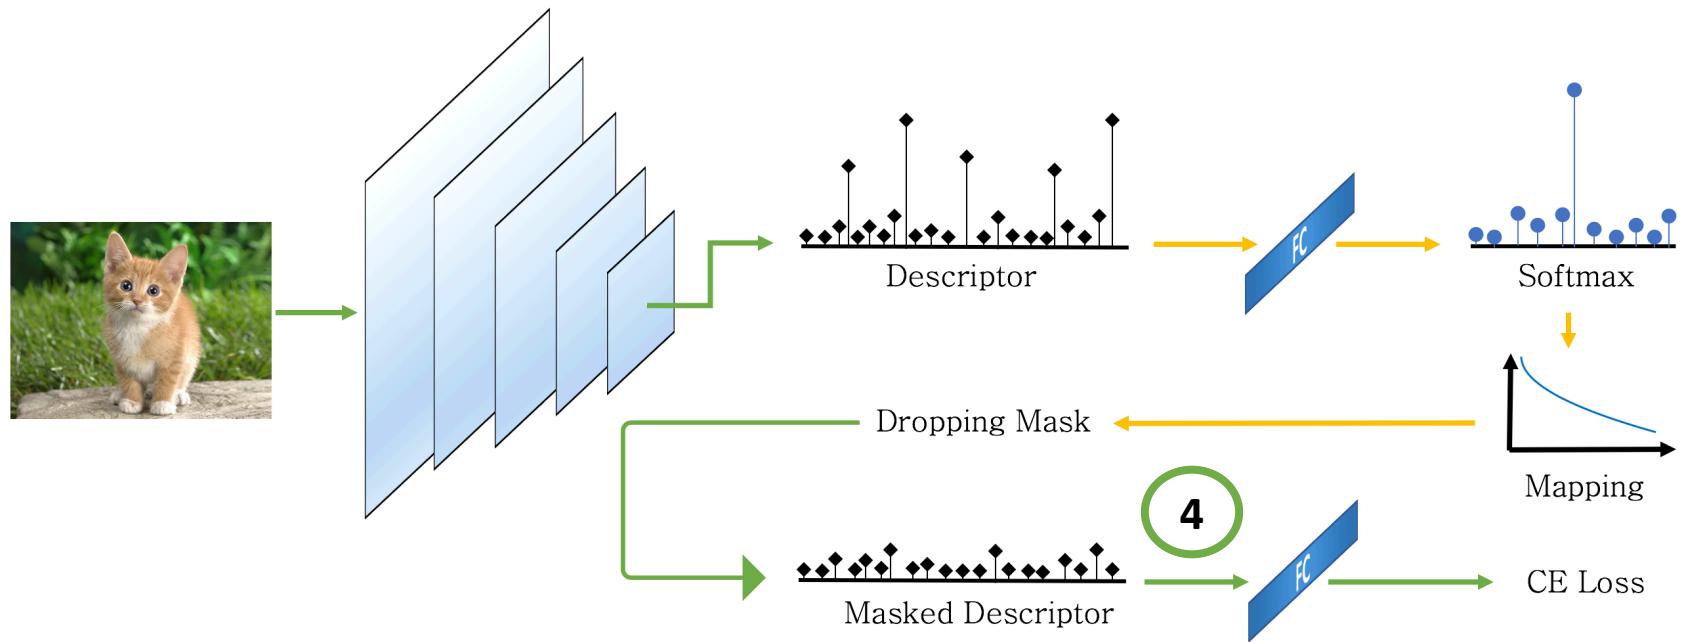 FC
Descriptor
Softmax
Dropping Mask
Mapping
4
FC
CE Loss
Masked Descriptor